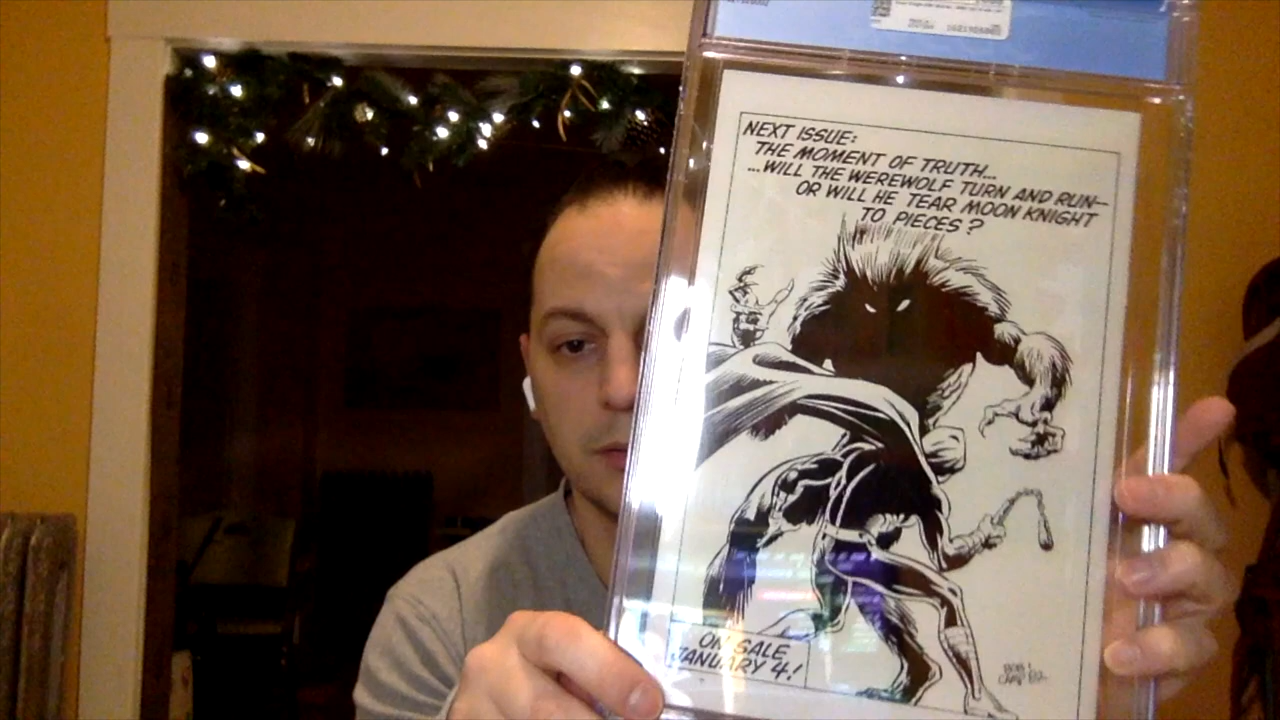 NEXT ISSUE:
THE MOMENT OF TRUTH...
...WILL THE WEREWOLF TURN AND RUN—
OR WILL HE TEAR MOON KNIGHT
TO PIECES?
ON SALE
JANUARY 4!